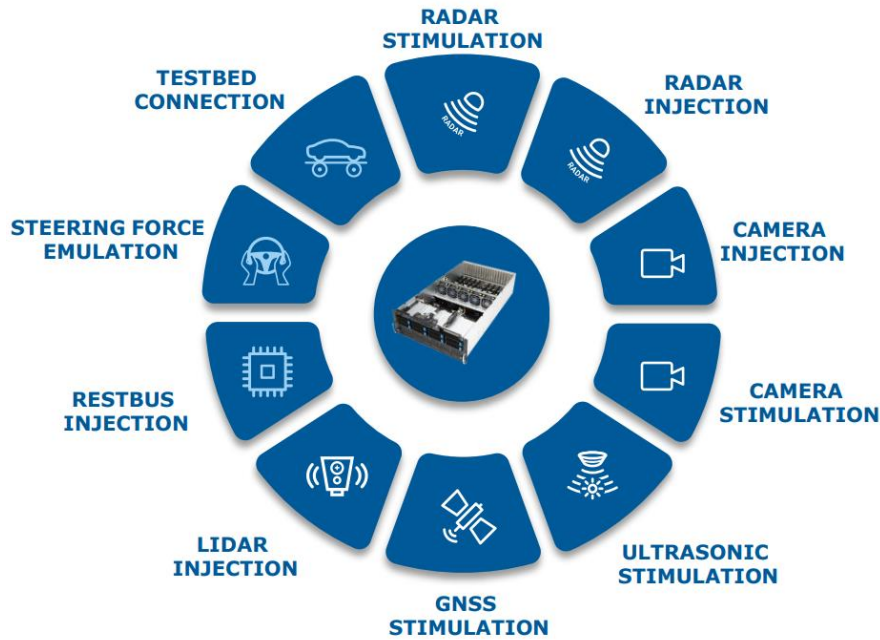 RADAR
STIMULATION
RADAR
RADAR
INJECTION
RADAR
CAMERA
INJECTION
CAMERA
STIMULATION
ULTRASONIC
STIMULATION
GNSS
STIMULATION
LIDAR
INJECTION
RESTBUS
INJECTION
STEERING FORCE
EMULATION
TESTBED
CONNECTION